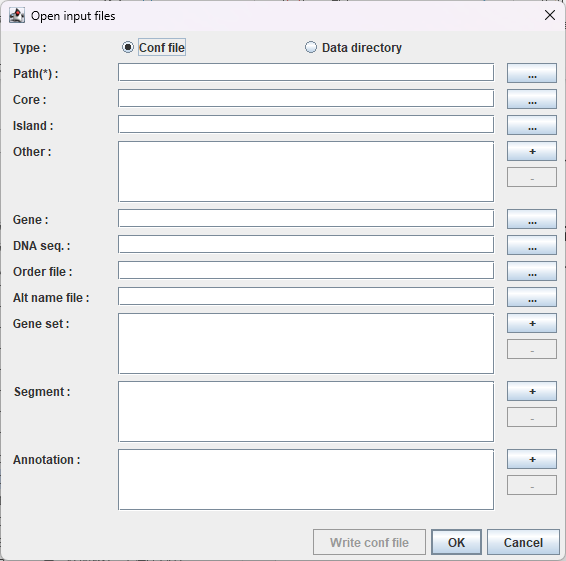 Open input files
Type : Conf file Data directory
Path(*) : ...
Core : ...
Island : ...
Other : +
-
Gene : ...
DNA seq. : ...
Order file : ...
Alt name file : ...
Gene set : +
-
Segment : +
-
Annotation : +
-
Write conf file OK Cancel